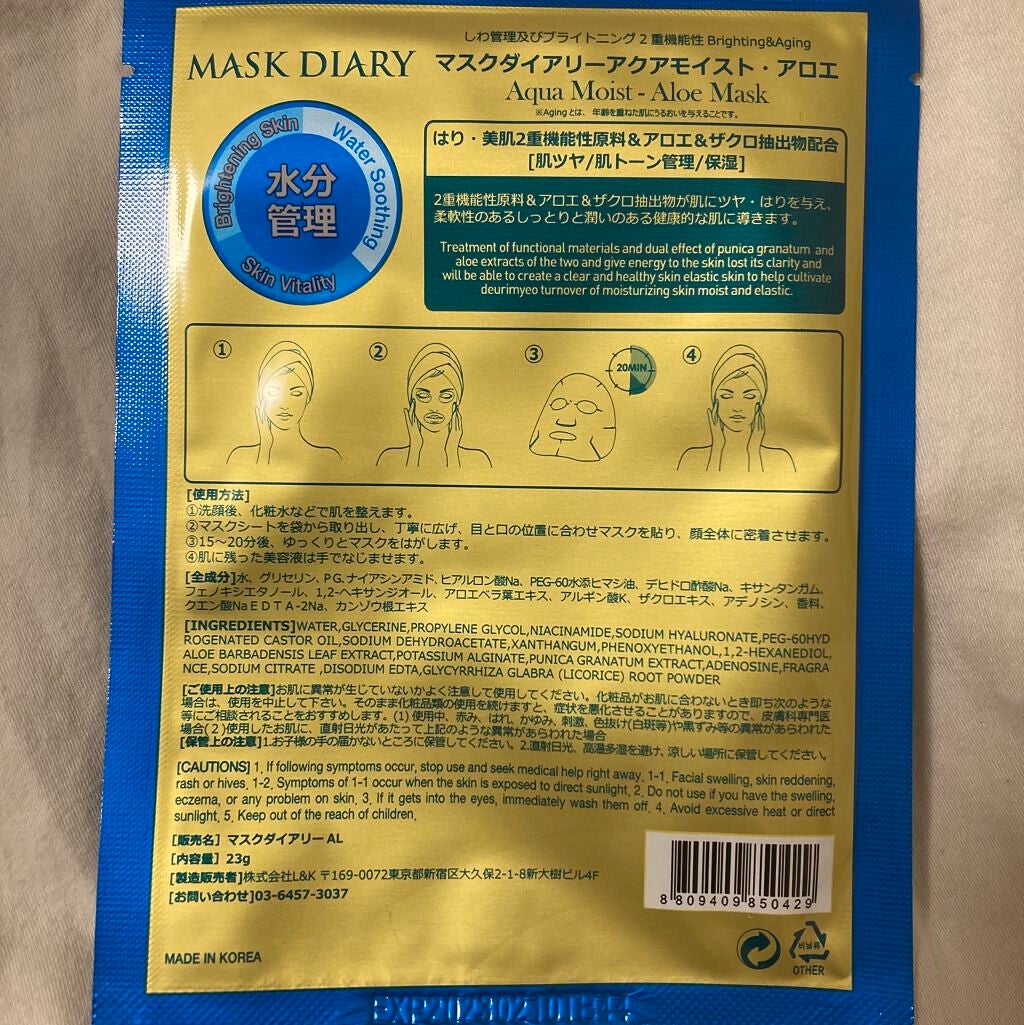 しわ管理及びブライトニング2重機能性 Brighting&Aging
MASK DIARY
マスクダイアリーアクアモイスト・アロエ
Aqua Moist - Aloe Mask
※Agingとは、年齢を重ねた肌にうるおいを与えることです。
Brightening Skin
Water Soothing
Skin Vitality
水分
管理
はり・美肌2重機能性原料&アロエ&ザクロ抽出物配合
[肌ツヤ/肌トーン管理/保湿]
2重機能性原料&アロエ&ザクロ抽出物が肌にツヤ・はりを与え、
柔軟性のあるしっとりと潤いのある健康的な肌に導きます。
Treatment of functional materials and dual effect of punica granatum and
aloe extracts of the two and give energy to the skin lost its clarity and
will be able to create a clear and healthy skin elastic skin to help cultivate
deurimyeo turnover of moisturizing skin moist and elastic.
①
②
③
20MIN
④
[使用方法]
①洗顔後、化粧水などで肌を整えます。
②マスクシートを袋から取り出し、丁寧に広げ、目と口の位置に合わせマスクを貼り、顔全体に密着させます。
③15〜20分後、ゆっくりとマスクをはがします。
④肌に残った美容液は手でなじませます。
[全成分]水、グリセリン、PG、ナイアシンアミド、ヒアルロン酸Na、PEG-60水添ヒマシ油、デヒドロ酢酸Na、キサンタンガム、
フェノキシエタノール、1,2-ヘキサンジオール、アロエベラ葉エキス、アルギン酸K、ザクロエキス、アデノシン、香料、
クエン酸NaEDTA-2Na、カンゾウ根エキス
[INGREDIENTS]WATER,GLYCERINE,PROPYLENE GLYCOL,NIACINAMIDE,SODIUM HYALURONATE,PEG-60HYD
ROGENATED CASTOR OIL,SODIUM DEHYDROACETATE,XANTHANGUM,PHENOXYETHANOL,1,2-HEXANEDIOL,
ALOE BARBADENSIS LEAF EXTRACT,POTASSIUM ALGINATE,PUNICA GRANATUM EXTRACT,ADENOSINE,FRAGRA
NCE,SODIUM CITRATE ,DISODIUM EDTA,GLYCYRRHIZA GLABRA (LICORICE) ROOT POWDER
[ご使用上の注意]お肌に異常が生じていないかよく注意して使用してください。化粧品がお肌に合わないとき即ち次のような
場合は、使用を中止して下さい。そのまま化粧品類の使用を続けますと、症状を悪化させることがありますので、皮膚科専門医
等にご相談されることをおすすめします。(1)使用中、赤み、はれ、かゆみ、刺激、色抜け(白斑等)や黒ずみ等の異常があらわれた
場合(2)使用したお肌に、直射日光があたって上記のような異常があらわれた場合
[保管上の注意]1.お子様の手の届かないところに保管してください。2.直射日光、高温多湿を避け、涼しい場所に保管してください。
[CAUTIONS] 1. If following symptoms occur, stop use and seek medical help right away. 1-1. Facial swelling, skin reddening,
rash or hives. 1-2. Symptoms of 1-1 occur when the skin is exposed to direct sunlight. 2. Do not use if you have the swelling,
eczema, or any problem on skin. 3. If it gets into the eyes, immediately wash them off. 4. Avoid excessive heat or direct
sunlight. 5. Keep out of the reach of children.
[販売名] マスクダイアリーAL
[内容量] 23g
[製造販売者]株式会社L&K 〒169-0072東京都新宿区大久保2-1-8新大樹ビル4F
[お問い合わせ]03-6457-3037
8 809409 850429
MAKE IN KOREA
비닐류
OTHER